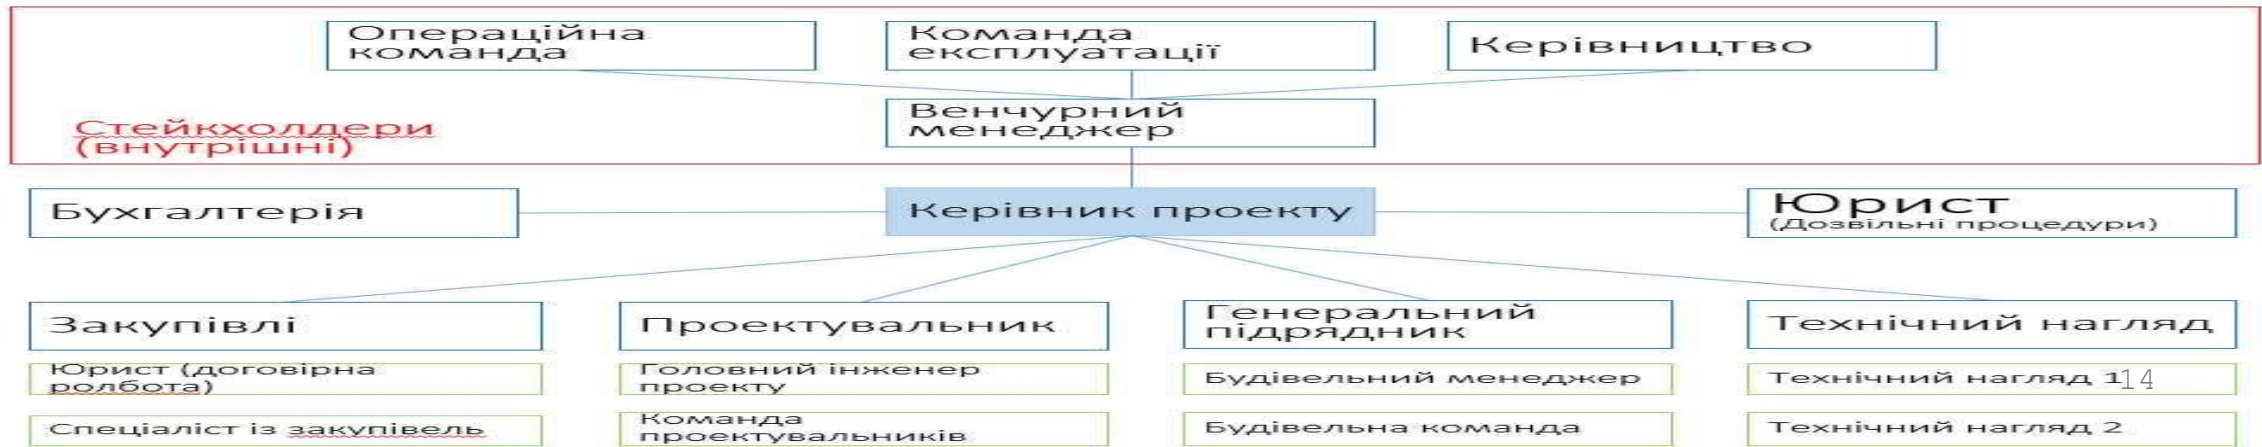 Операційна
команда
Команда
експлуатації
Керівництво
Венчурний
менеджер
Стейкхолдери
(внутрішні)
Бухгалтерія
Керівник проекту
Юрист
(Дозвільні процедури)
Закупівлі
Проектувальник
Генеральний
підрядник
Технічний нагляд
Юрист (договірна
ролбота)
Головний інженер
проекту
Будівельний менеджер
Технічний нагляд 1
14
Спеціаліст із закупівель
Команда
проектувальників
Будівельна команда
Технічний нагляд 2